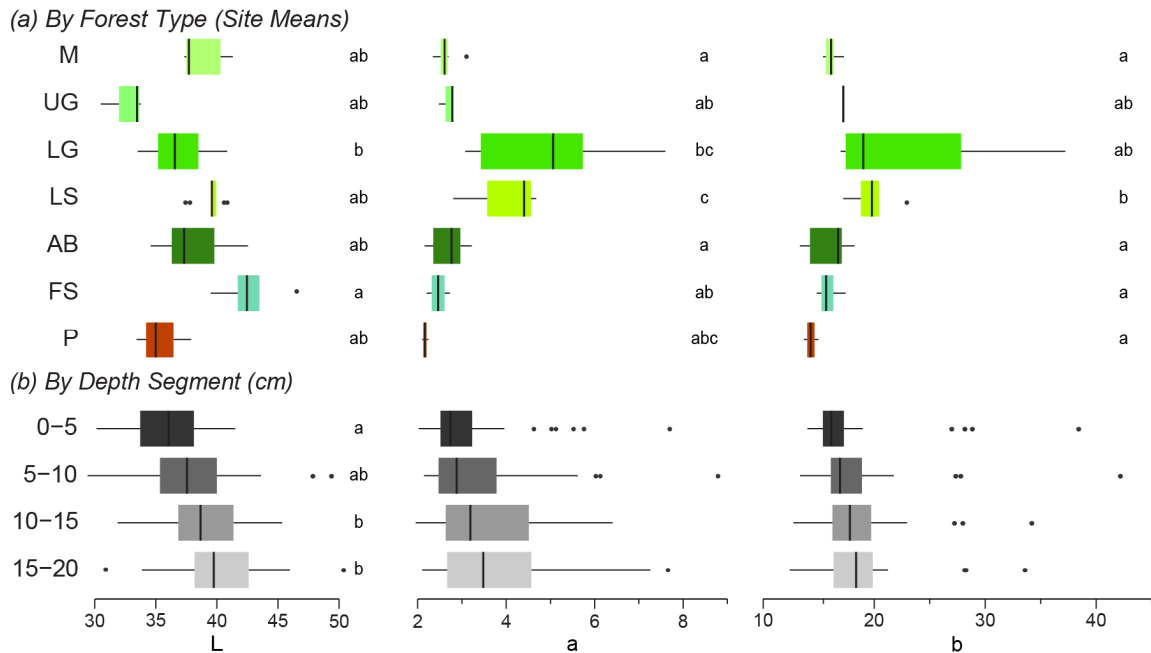 (a) By Forest Type (Site Means)
M ab a a
UG ab ab ab
LG b bc ab
LS ab c b
AB ab a a
FS a ab a
P ab abc a
(b) By Depth Segment (cm)
0−5 a
5−10 ab
10−15 b
15−20 b
30 35 40 45 50 2 4 6 8 10 20 30 40
L a b